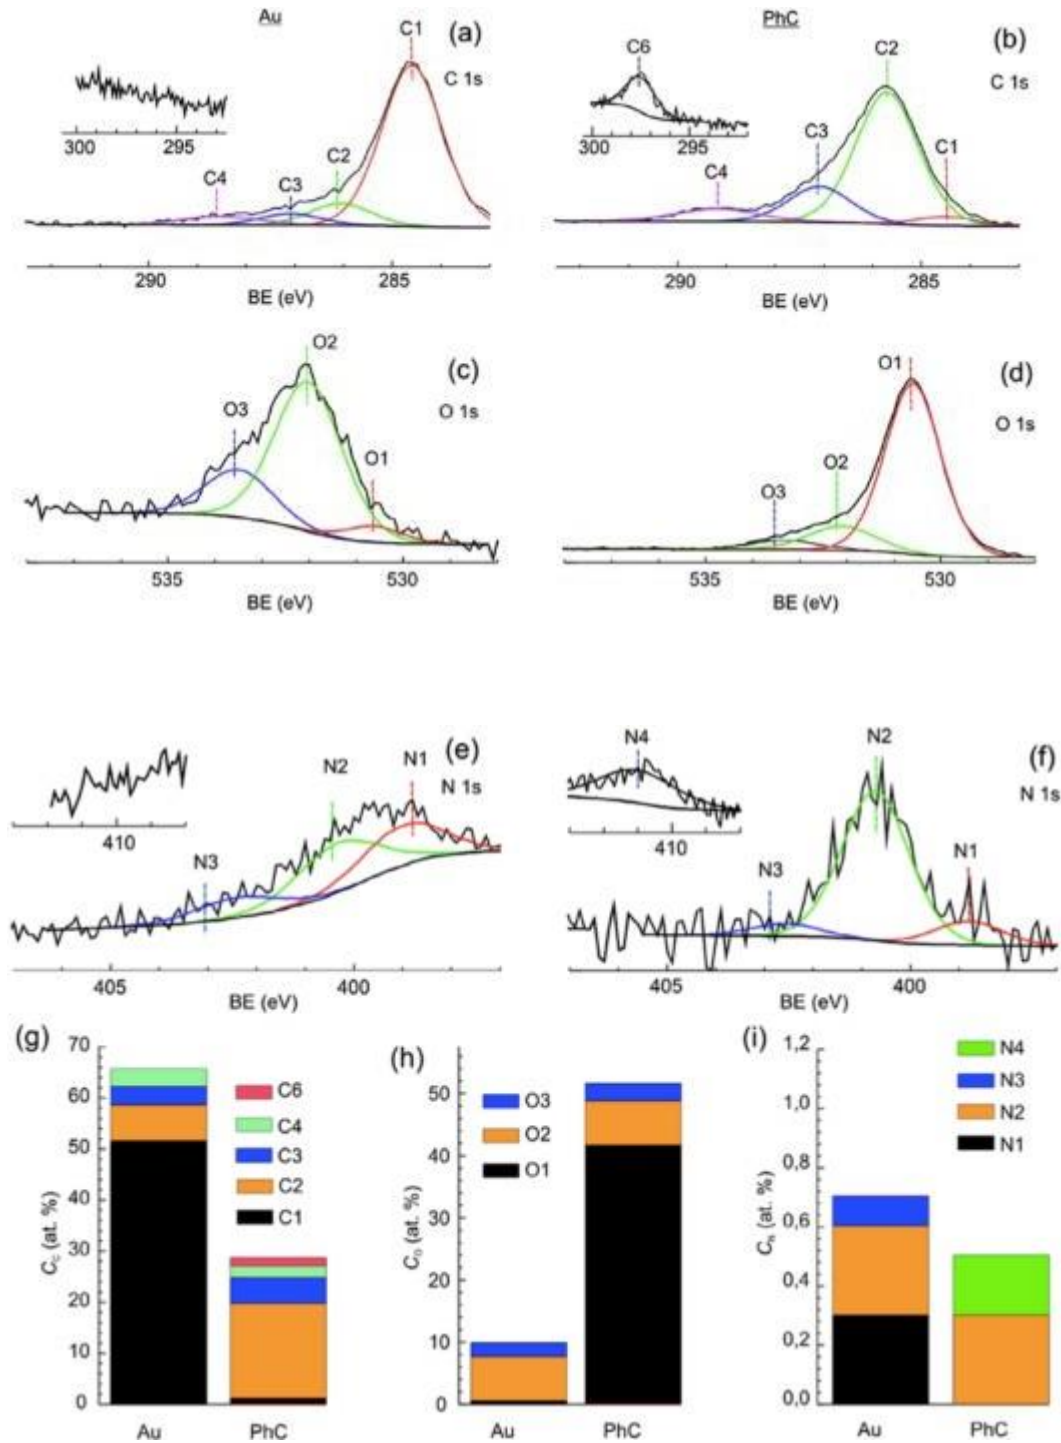 Au
PhC
C1
(a)
C 1s
C2
C3
C4
300 295
290 285
BE (eV)
C6
(b)
C 1s
C2
C3
C1
C4
300 295
290 285
BE (eV)
O2
(c)
O 1s
O3
O1
535 530
BE (eV)
O1
(d)
O 1s
O2
O3
535 530
BE (eV)
(e)
N 1s
N2
N1
N3
410
405 400
BE (eV)
N4
N2
(f)
N 1s
N3
N1
410
405 400
BE (eV)
(g)
70
60
50
40
30
20
10
0
C_C (at. %)
C6
C4
C3
C2
C1
Au PhC
(h)
50
40
30
20
10
0
C_O (at. %)
O3
O2
O1
Au PhC
(i)
1,2
1,0
0,8
0,6
0,4
0,2
0,0
C_N (at. %)
N4
N3
N2
N1
Au PhC